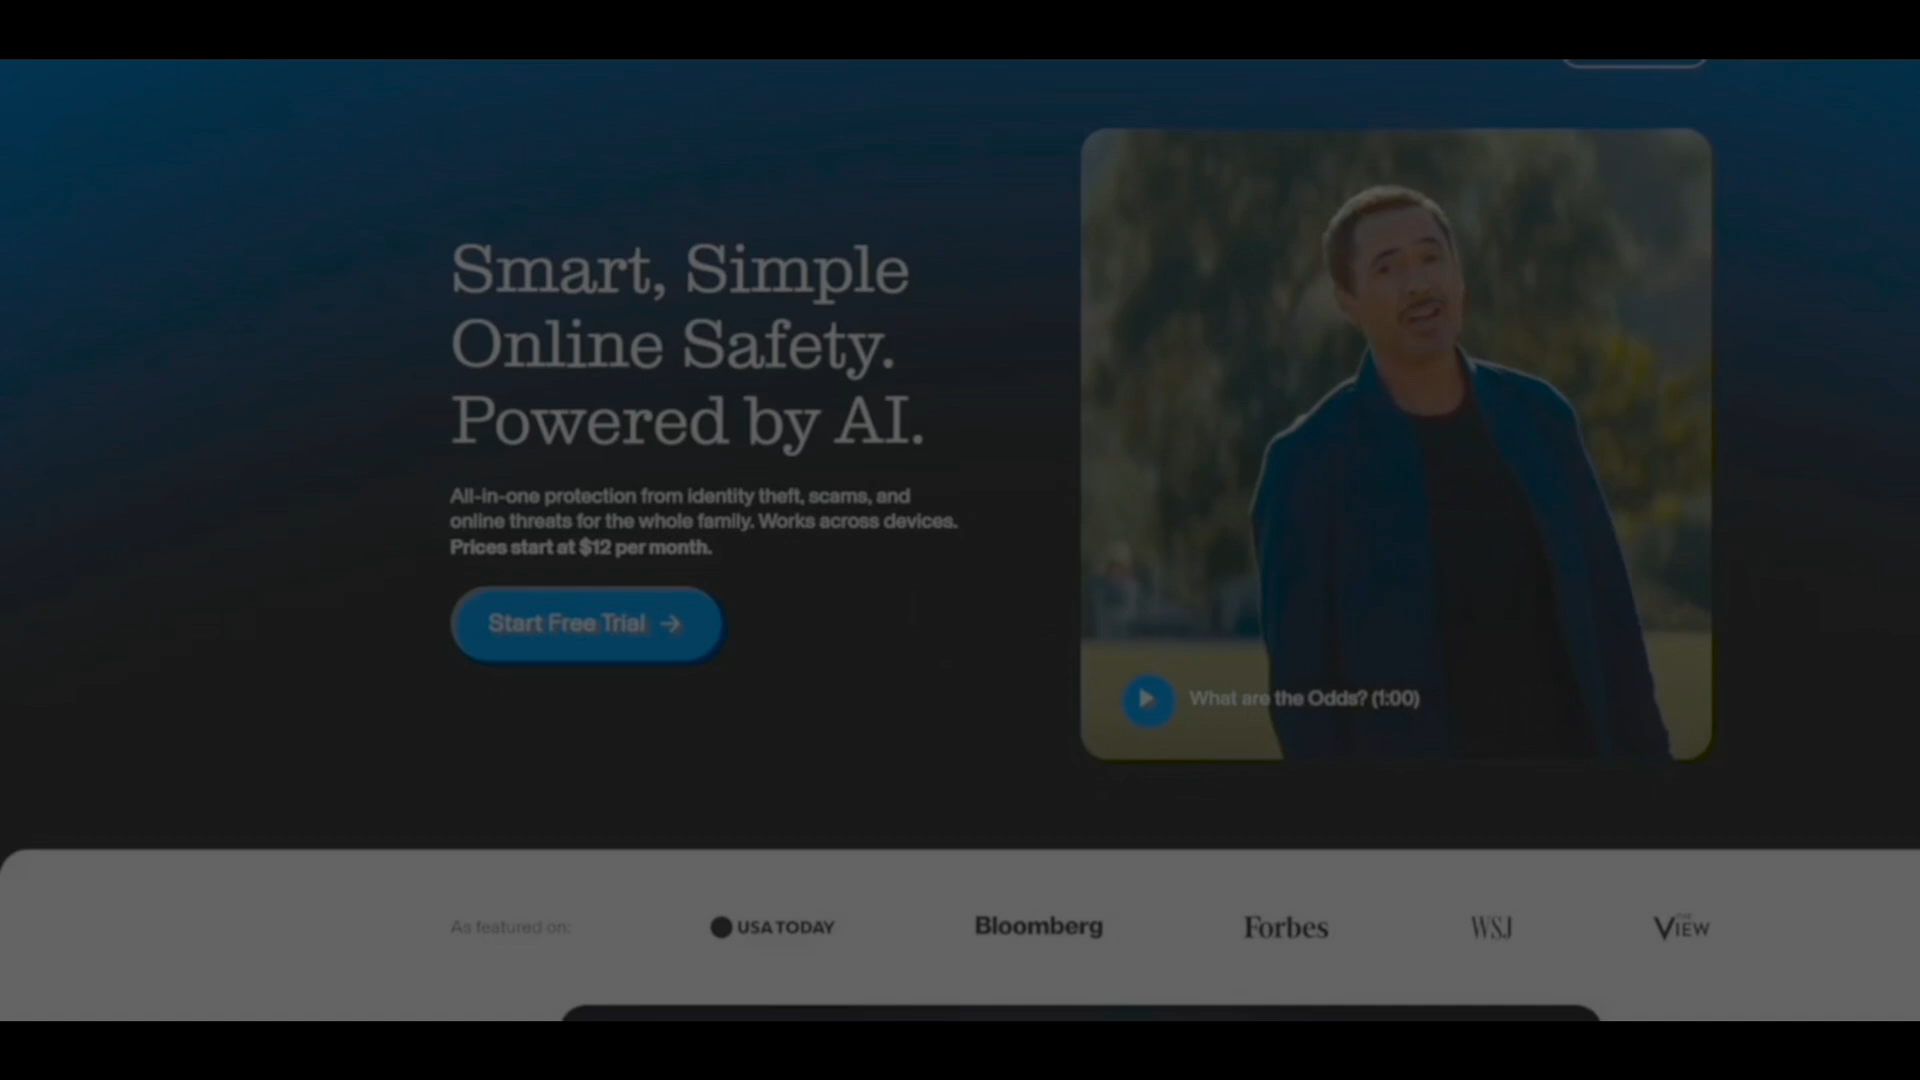 Smart, Simple
Online Safety.
Powered by AI.
All-in-one protection from identity theft, scams, and
online threats for the whole family. Works across devices.
Prices start at $12 per month.
Start Free Trial →
What are the Odds? (1:00)
As featured on:
USA TODAY
Bloomberg
Forbes
WSJ
THE VIEW